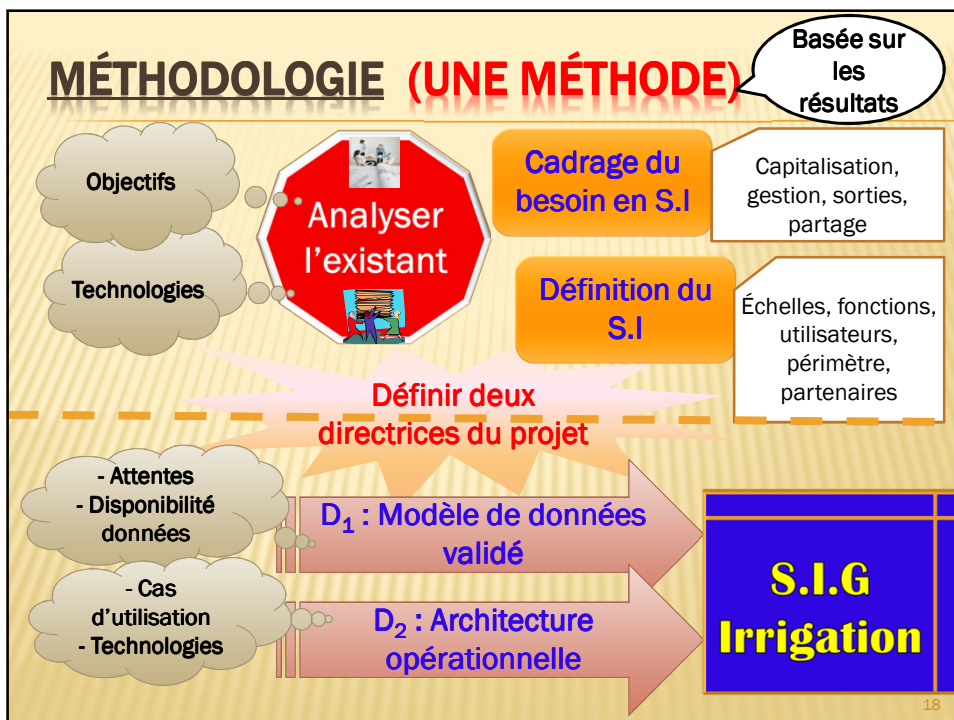 MÉTHODOLOGIE (UNE MÉTHODE)
Basée sur
les
résultats
Objectifs
Technologies
Analyser
l'existant
Cadrage du
besoin en S.I
Capitalisation,
gestion, sorties,
partage
Définition du
S.I
Échelles, fonctions,
utilisateurs,
périmètre,
partenaires
Définir deux
directrices du projet
- Attentes
- Disponibilité
données
- Cas
d'utilisation
- Technologies
D1 : Modèle de données
validé
D2 : Architecture
opérationnelle
S.I.G
Irrigation
18